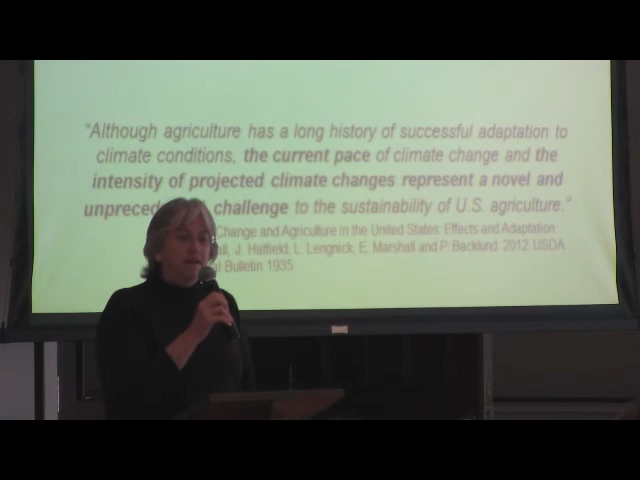 “Although agriculture has a long history of successful adaptation to
climate conditions, the current pace of climate change and the
intensity of projected climate changes represent a novel and
unpreced challenge to the sustainability of U.S. agriculture.“
Change and Agriculture in the United States: Effects and Adaptation.
J. Hatfield, L. Lengnick, E. Marshall and P. Backlund. 2012. USDA
Bulletin 1935